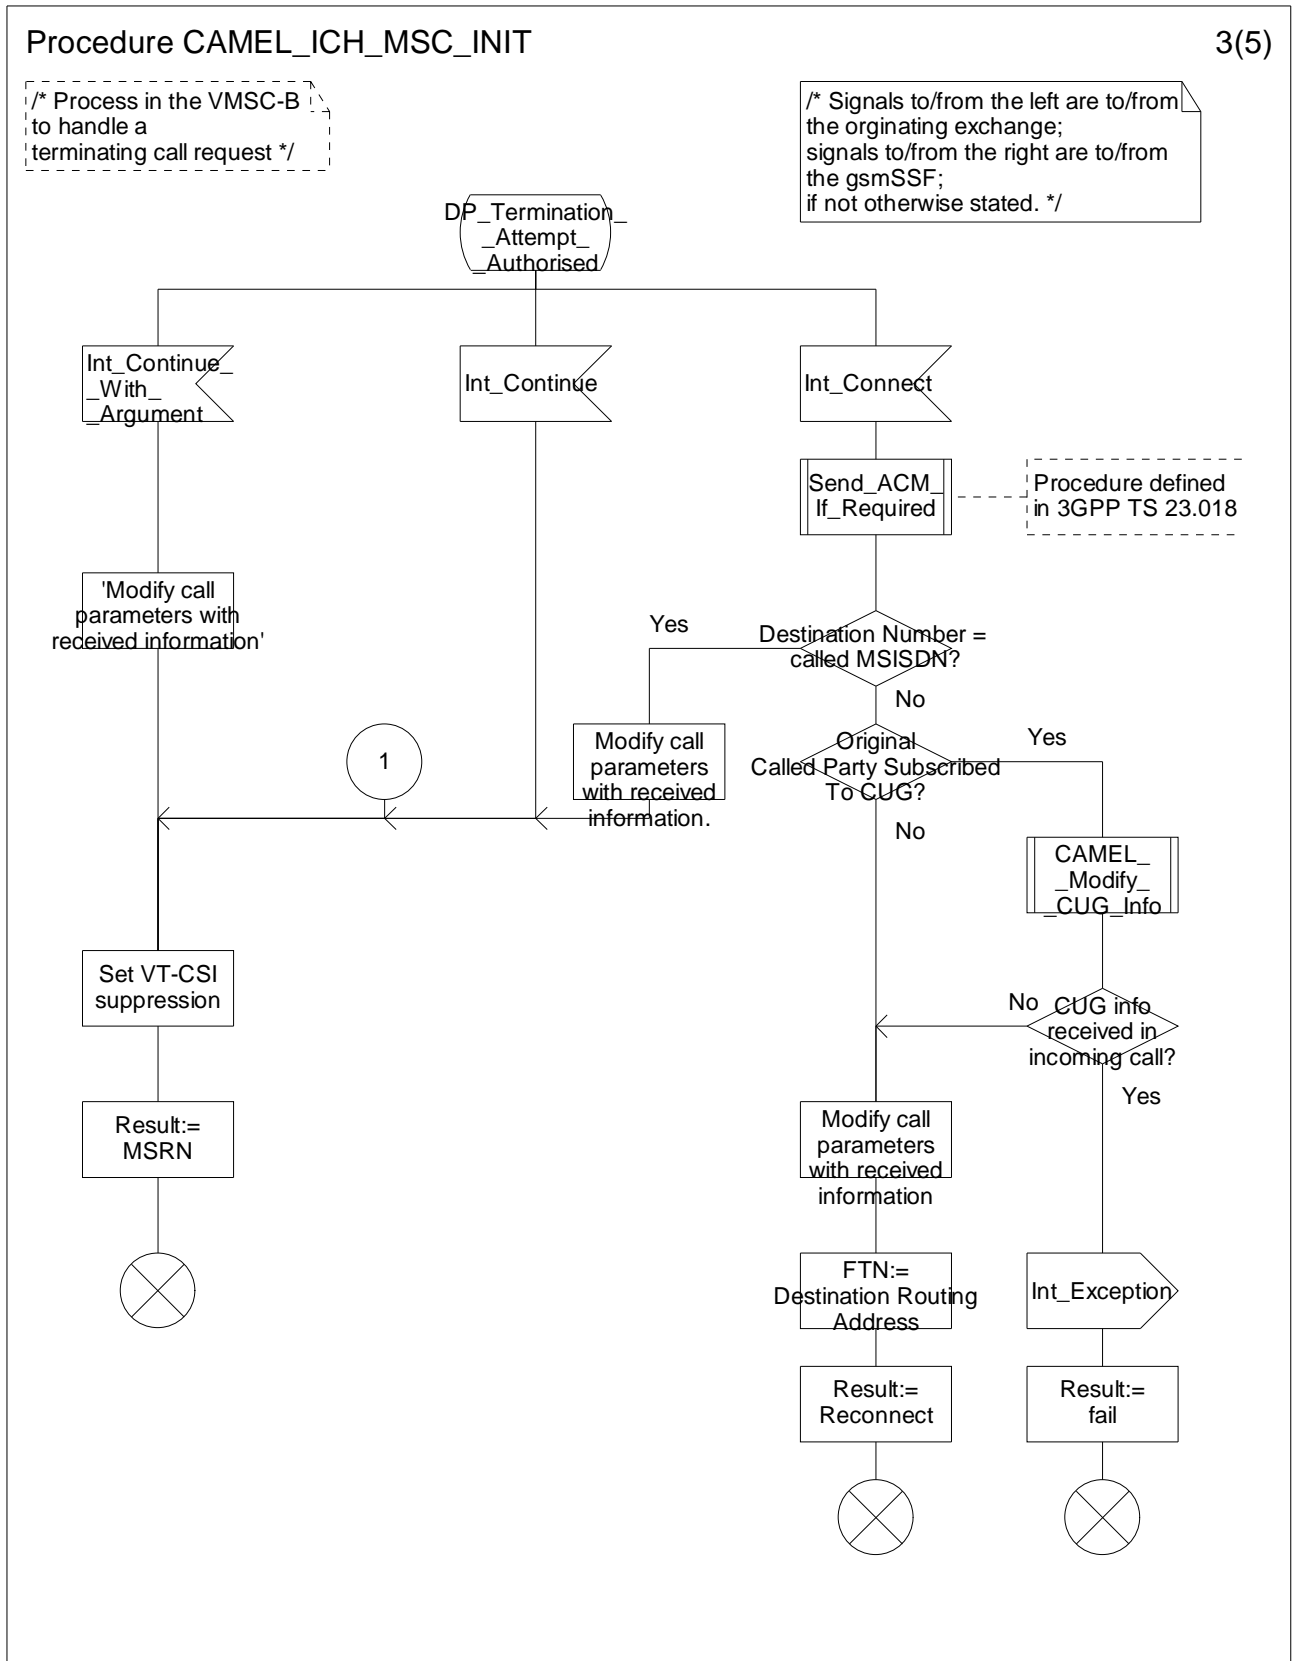 Procedure CAMEL_ICH_MSC_INIT
3(5)
/* Process in the VMSC-B
to handle a
terminating call request */
/* Signals to/from the left are to/from
the orginating exchange;
signals to/from the right are to/from
the gsmSSF;
if not otherwise stated. */
DP_Termination_
_Attempt_
_Authorised
Int_Continue_
_With_
_Argument
Int_Continue
Int_Connect
Send_ACM_
If_Required
Procedure defined
in 3GPP TS 23.018
'Modify call
parameters with
received information'
Yes
Destination Number =
called MSISDN?
No
1
Modify call
parameters
with received
information.
Original
Called Party Subscribed
To CUG?
Yes
No
CAMEL_
_Modify_
_CUG_Info
Set VT-CSI
suppression
No
CUG info
received in
incoming call?
Yes
Result:=
MSRN
Modify call
parameters
with received
information
FTN:=
Destination Routing
Address
Int_Exception
Result:=
Reconnect
Result:=
fail